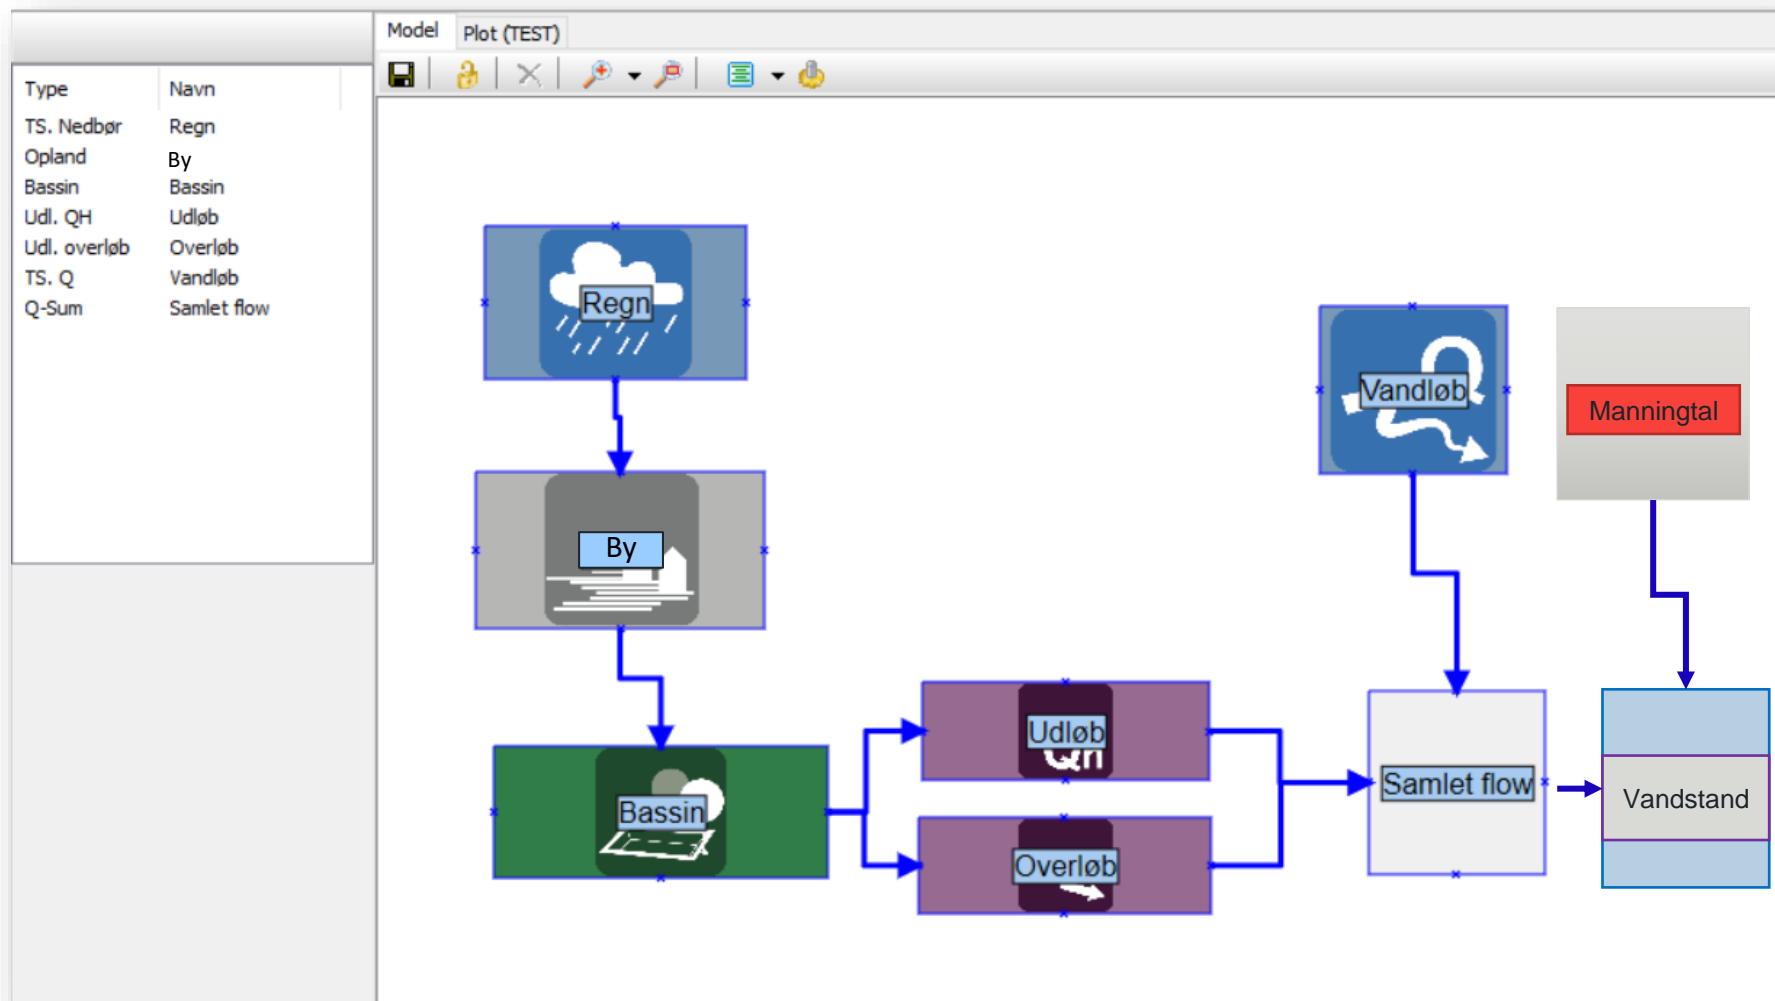 Model
Plot (TEST)
Type Navn
TS. Nedbør Regn
Opland By
Bassin Bassin
Udl. QH Udløb
Udl. overløb Overløb
TS. Q Vandløb
Q-Sum Samlet flow
Regn
Vandløb
Manningtal
By
Udløb
Qh
Samlet flow
Vandstand
Bassin
Overløb